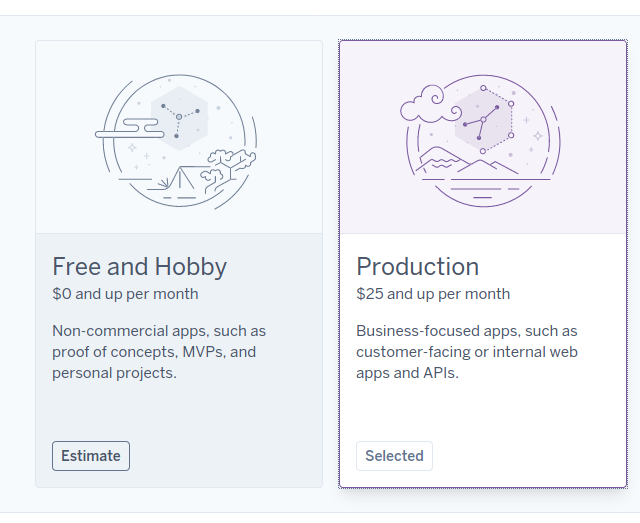 Free and Hobby
$0 and up per month
Non-commercial apps, such as
proof of concepts, MVPs, and
personal projects.
Estimate
Production
$25 and up per month
Business-focused apps, such as
customer-facing or internal web
apps and APIs.
Selected